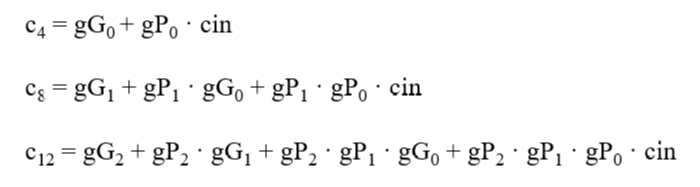 c₄ = gG₀ + gP₀ · cin
c₈ = gG₁ + gP₁ · gG₀ + gP₁ · gP₀ · cin
c₁₂ = gG₂ + gP₂ · gG₁ + gP₂ · gP₁ · gG₀ + gP₂ · gP₁ · gP₀ · cin